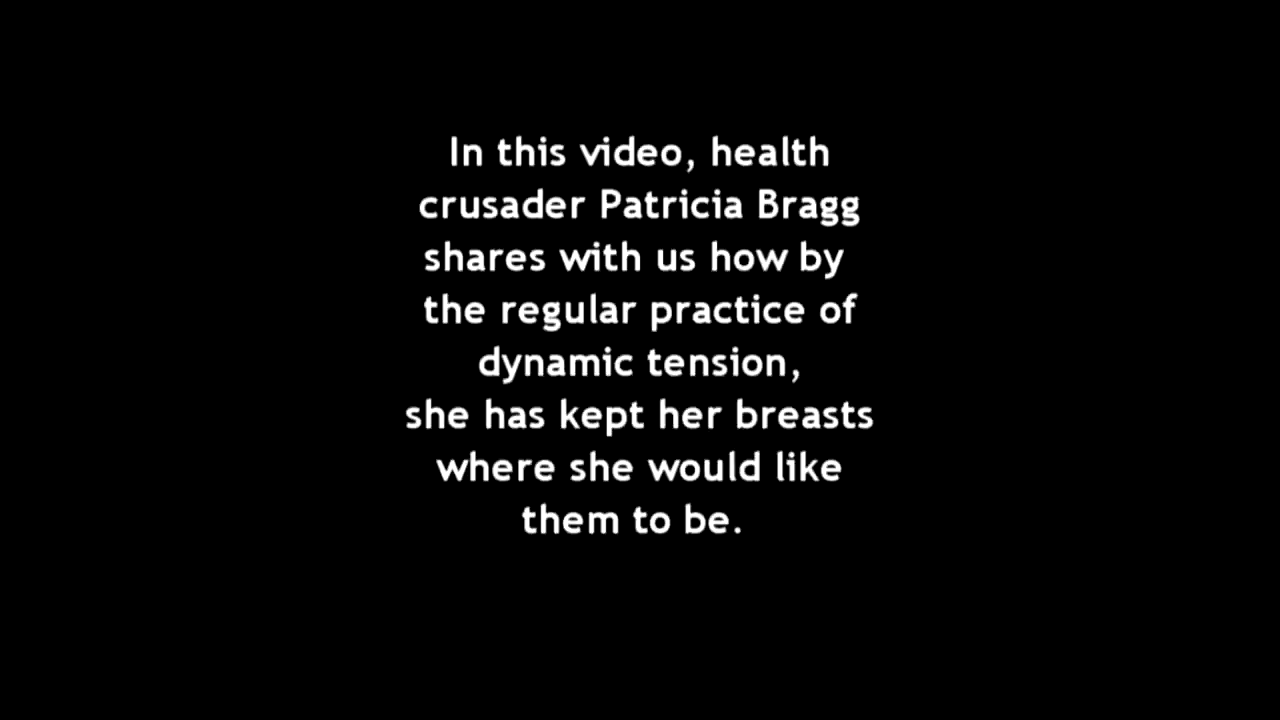 In this video, health
crusader Patricia Bragg
shares with us how by
the regular practice of
dynamic tension,
she has kept her breasts
where she would like
them to be.